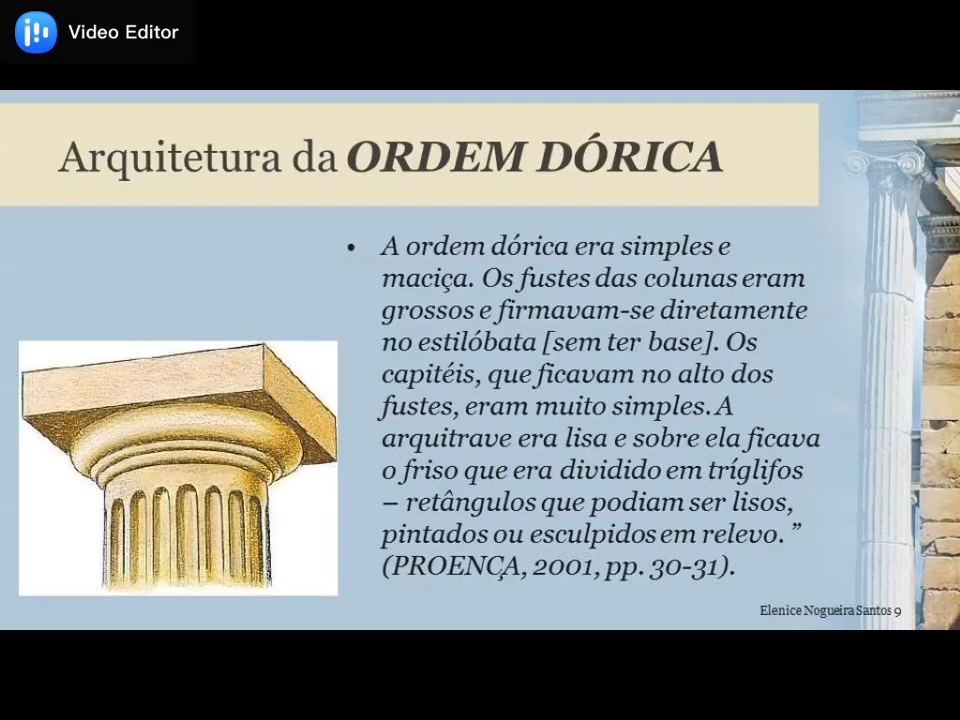 Video Editor
Arquitetura da ORDEM DÓRICA
• A ordem dórica era simples e
maciça. Os fustes das colunas eram
grossos e firmavam-se diretamente
no estilóbata [sem ter base]. Os
capitéis, que ficavam no alto dos
fustes, eram muito simples. A
arquitrave era lisa e sobre ela ficava
o friso que era dividido em tríglifos
– retângulos que podiam ser lisos,
pintados ou esculpidos em relevo. ”
(PROENÇA, 2001, pp. 30-31).
Elenice Nogueira Santos 9